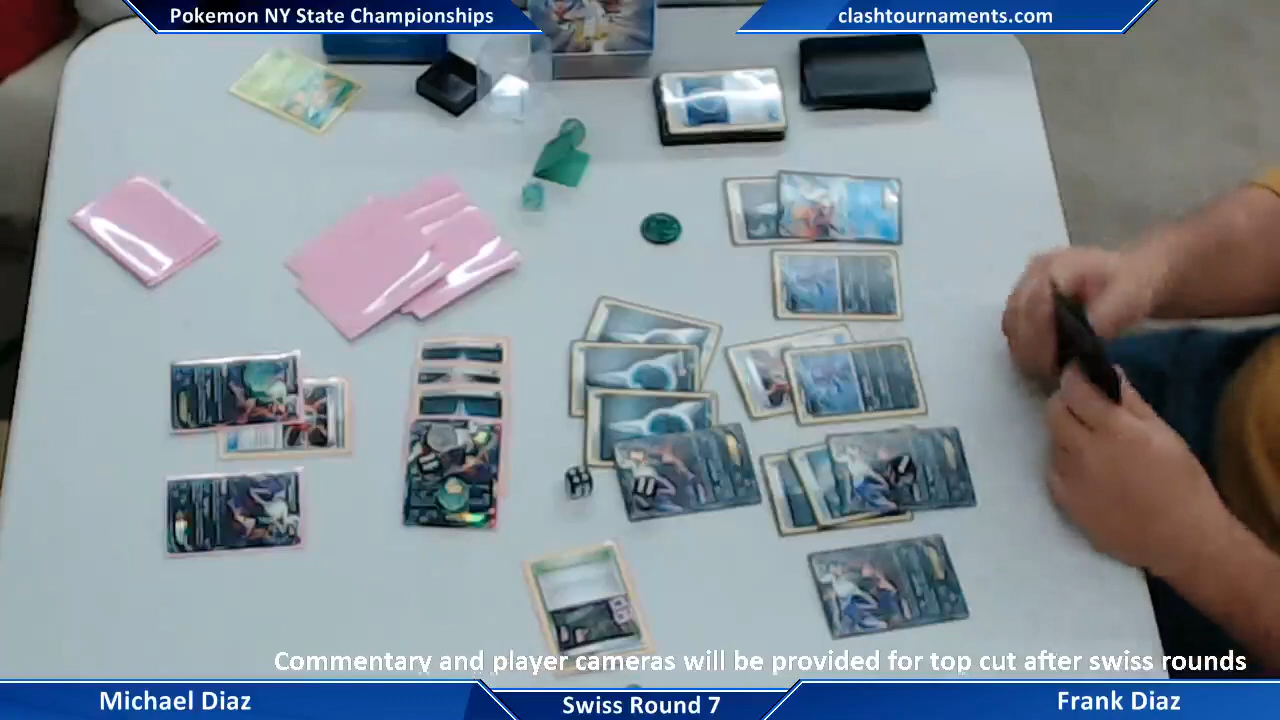 Pokemon NY State Championships
clashtournaments.com
Commentary and player cameras will be provided for top cut after swiss rounds
Michael Diaz
Swiss Round 7
Frank Diaz